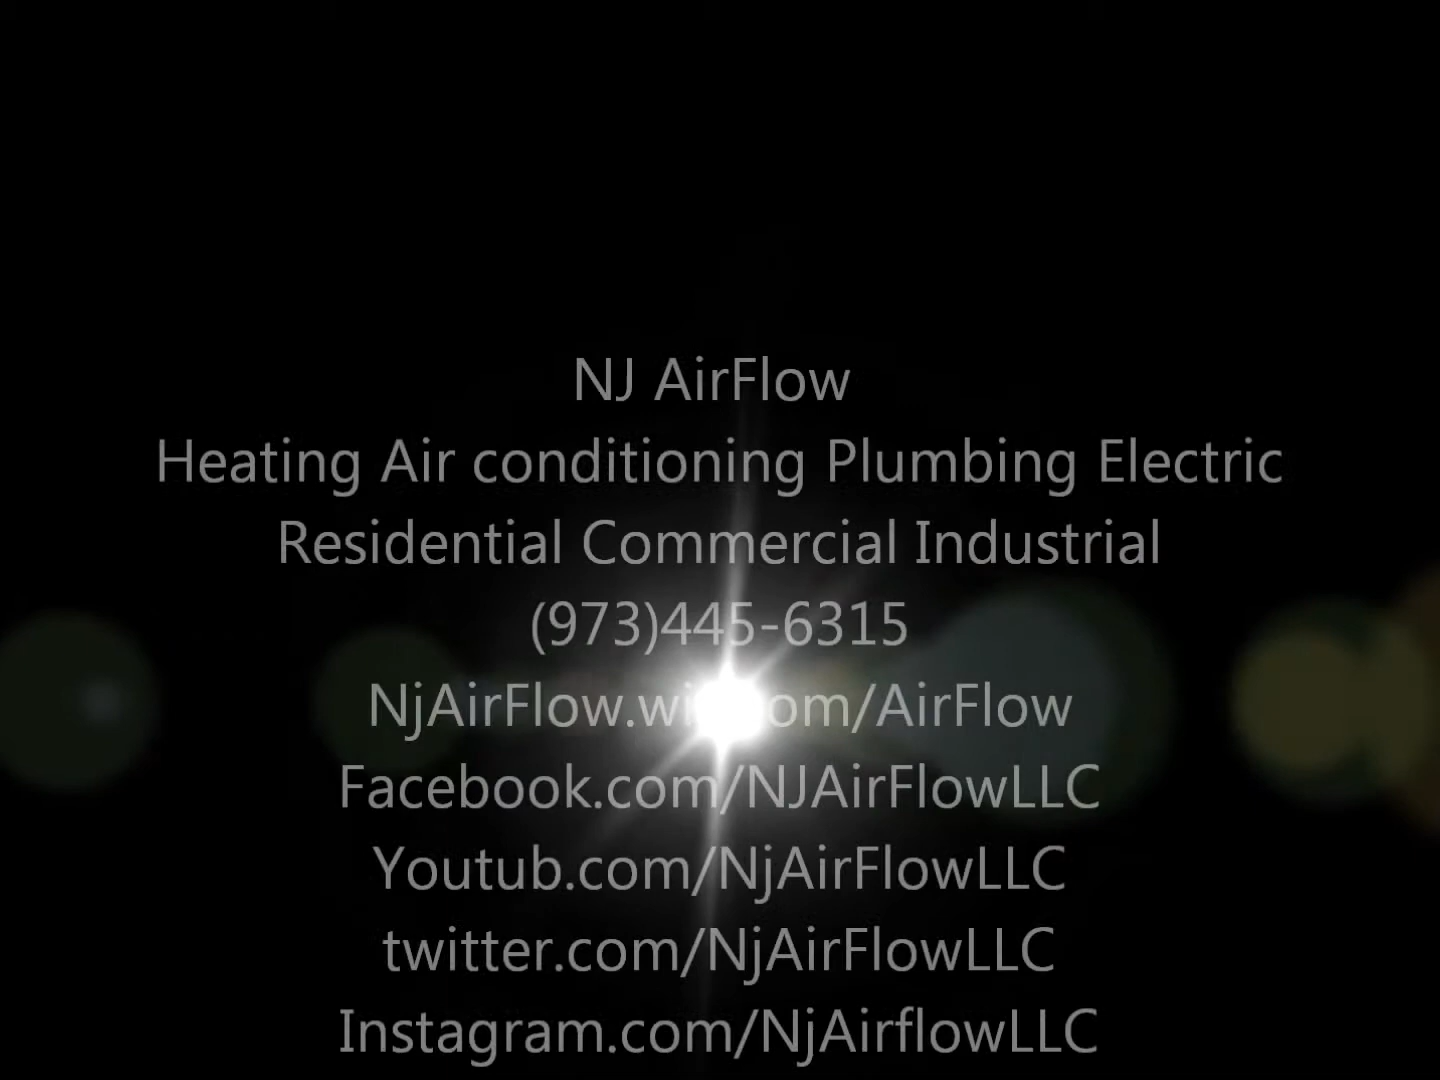 NJ AirFlow
Heating Air conditioning Plumbing Electric
Residential Commercial Industrial
(973)445-6315
Facebook.com/NJAirFlowLLC
Youtub.com/NjAirFlowLLC
twitter.com/NjAirFlowLLC
Instagram.com/NjAirflowLLC